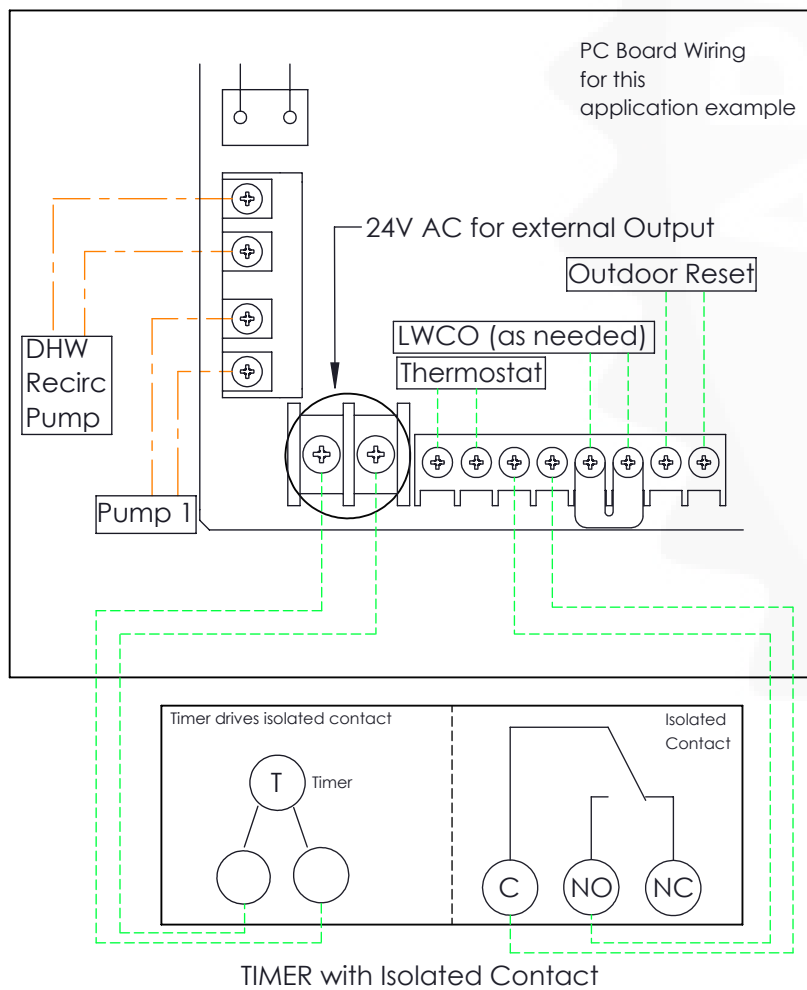 PC Board Wiring
for this
application example
24V AC for external Output
Outdoor Reset
LWCO (as needed)
Thermostat
DHW
Recirc
Pump
Pump 1
Timer drives isolated contact
Isolated
Contact
T
Timer
C
NO
NC
TIMER with Isolated Contact